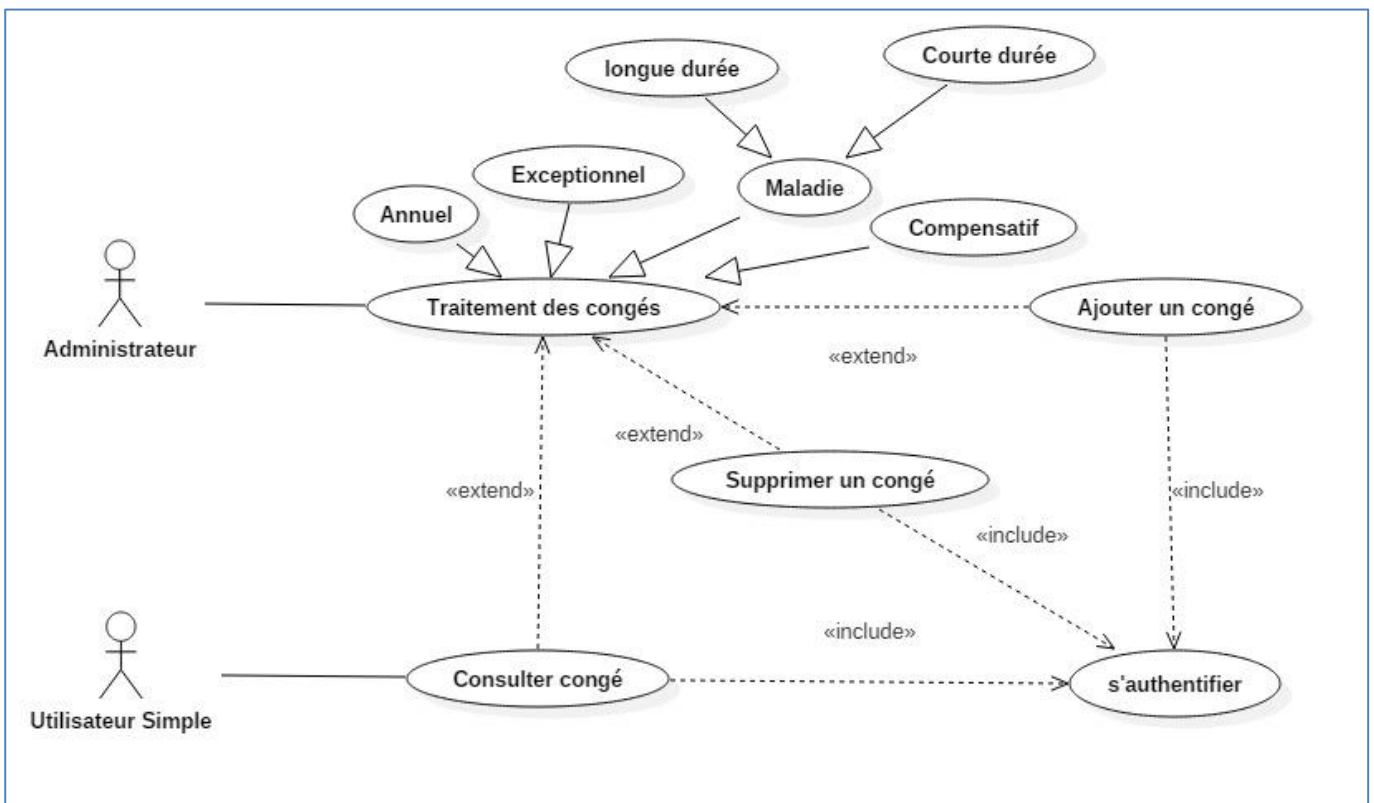 Courte durée
longue durée
Exceptionnel
Maladie
Annuel
Compensatif
Traitement des congés
Ajouter un congé
Administrateur
«extend»
«extend»
Supprimer un congé
«extend»
«include»
«include»
«include»
Consulter congé
s'authentifier
Utilisateur Simple